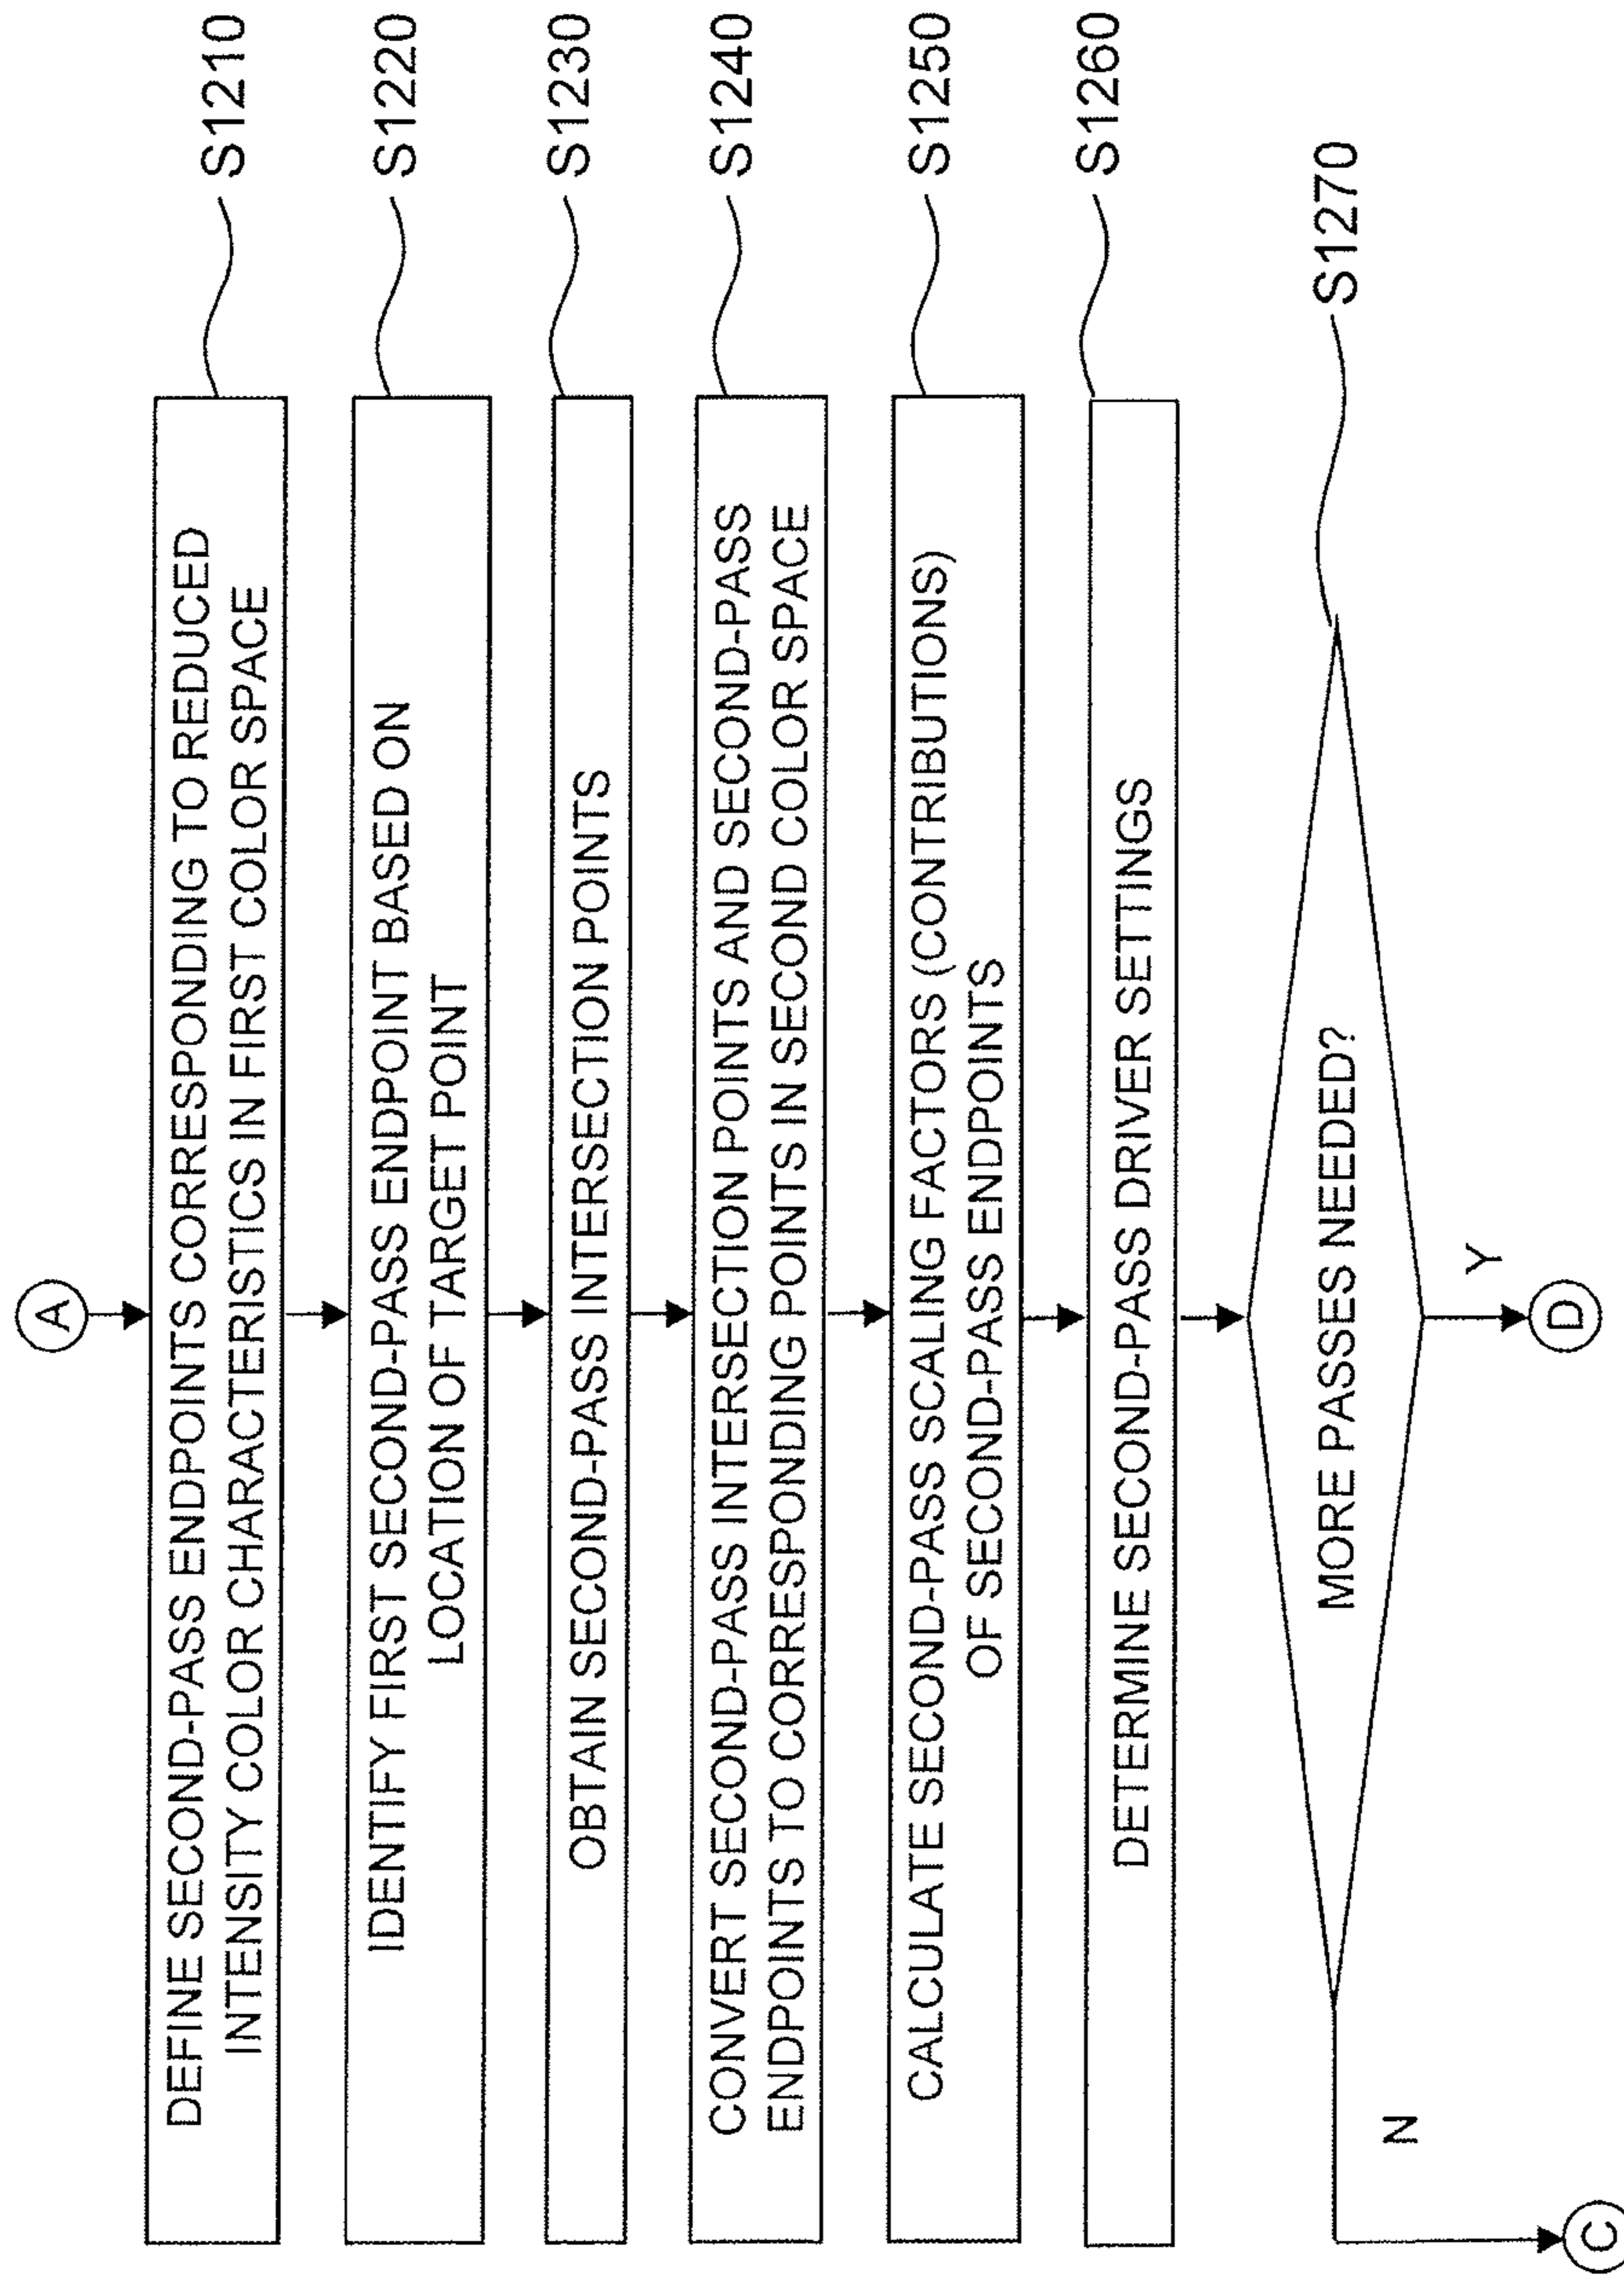 A
DEFINE SECOND-PASS ENDPOINTS CORRESPONDING TO REDUCED
INTENSITY COLOR CHARACTERISTICS IN FIRST COLOR SPACE
S1210
IDENTIFY FIRST SECOND-PASS ENDPOINT BASED ON
LOCATION OF TARGET POINT
S1220
OBTAIN SECOND-PASS INTERSECTION POINTS
S1230
CONVERT SECOND-PASS INTERSECTION POINTS AND SECOND-PASS
ENDPOINTS TO CORRESPONDING POINTS IN SECOND COLOR SPACE
S1240
CALCULATE SECOND-PASS SCALING FACTORS (CONTRIBUTIONS)
OF SECOND-PASS ENDPOINTS
S1250
DETERMINE SECOND-PASS DRIVER SETTINGS
S1260
MORE PASSES NEEDED?
S1270
N
Y
C
D